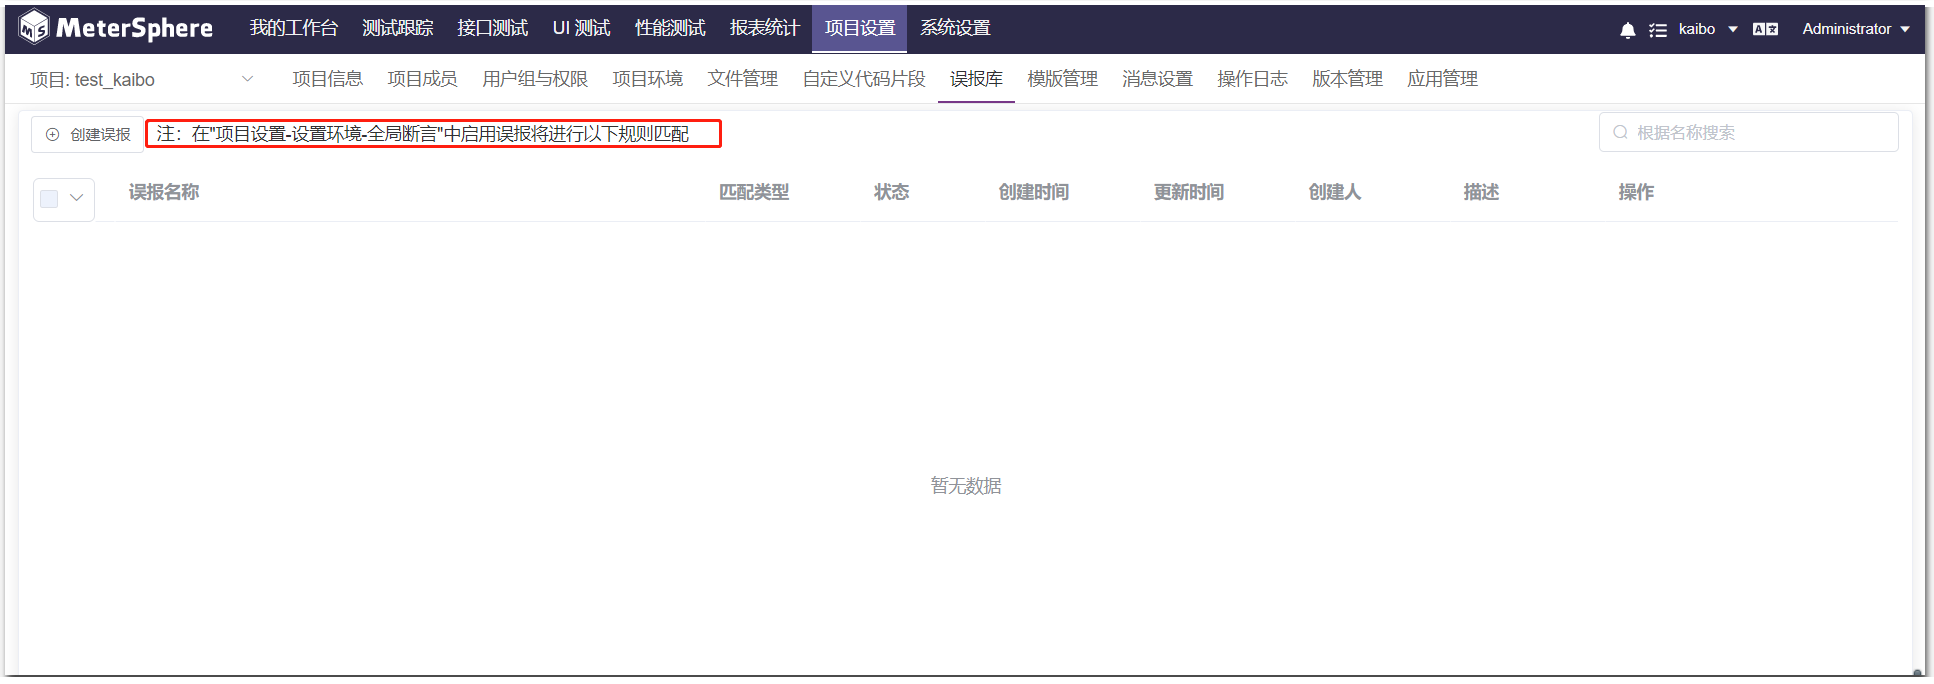 MS MeterSphere 我的工作台 测试跟踪 接口测试 UI 测试 性能测试 报表统计 项目设置 系统设置 kaibo Administrator
项目: test_kaibo 项目信息 项目成员 用户组与权限 项目环境 文件管理 自定义代码片段 误报库 模版管理 消息设置 操作日志 版本管理 应用管理
创建误报 注：在"项目设置-设置环境-全局断言"中启用误报将进行以下规则匹配 根据名称搜索
误报名称 匹配类型 状态 创建时间 更新时间 创建人 描述 操作
暂无数据